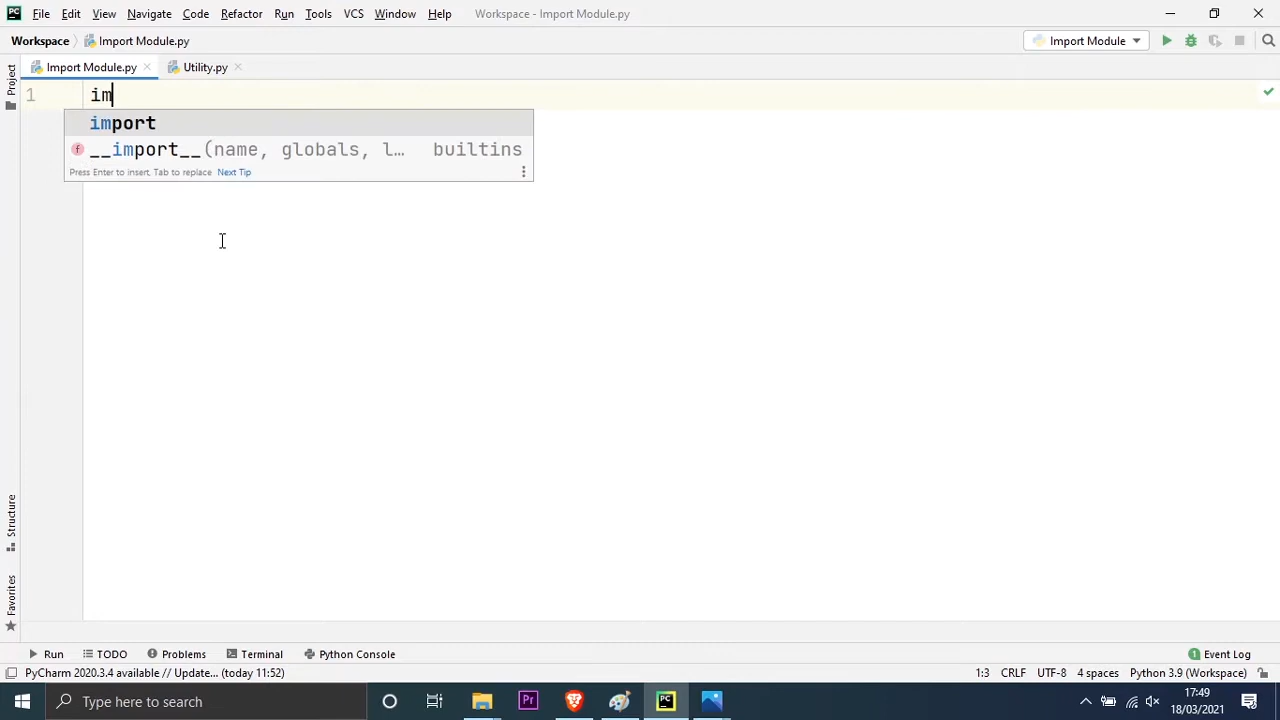 PC File Edit View Navigate Code Refactor Run Tools VCS Window Help Workspace - Import Module.py
Workspace Import Module.py Import Module
Project
Import Module.py Utility.py
1 im
import
f __import__(name, globals, l... builtins
Press Enter to insert, Tab to replace Next Tip
Structure
Favorites
Run TODO Problems Terminal Python Console 1 Event Log
PyCharm 2020.3.4 available // Update... (today 11:52) 1:3 CRLF UTF-8 4 spaces Python 3.9 (Workspace)
Type here to search Pr PC 17:49
18/03/2021